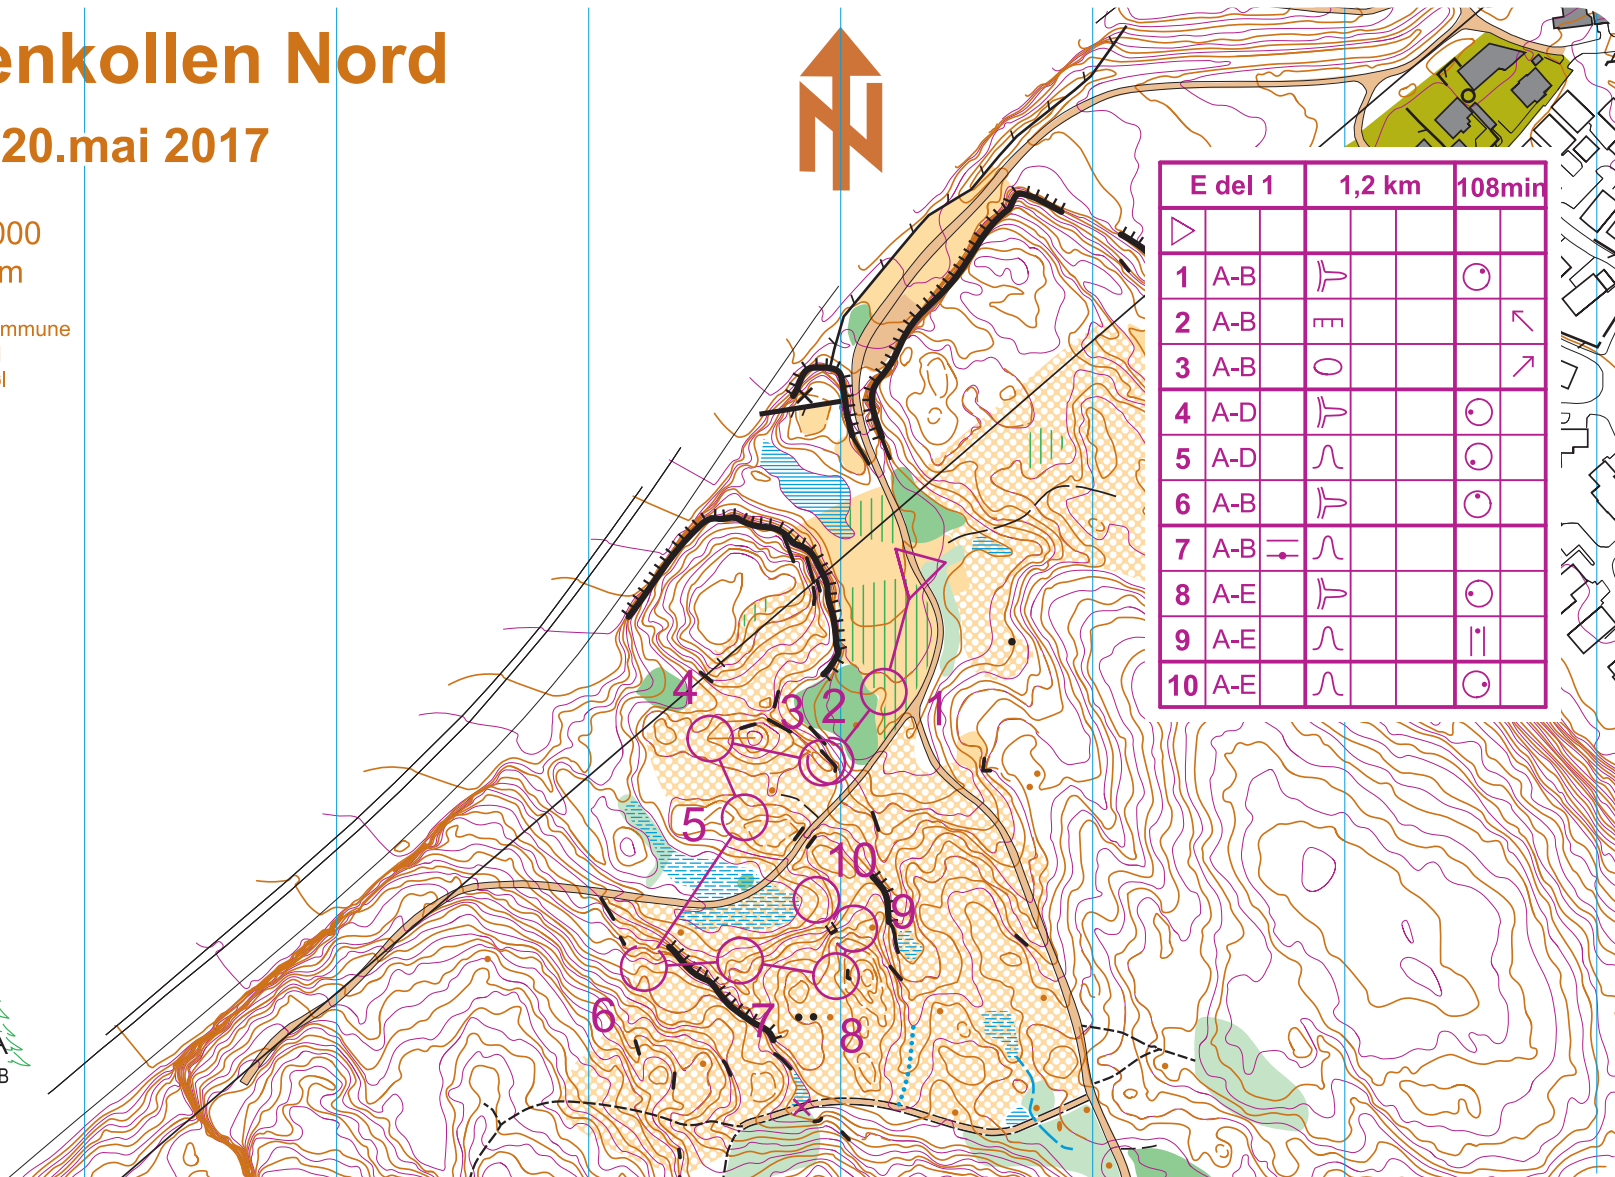 enkollen Nord
20.mai 2017
000
m
mmune
E del 1 1,2 km 108min
1 A-B
2 A-B
3 A-B
4 A-D
5 A-D
6 A-B
7 A-B
8 A-E
9 A-E
10 A-E
4
3
2
1
5
10
9
6
7
8
B